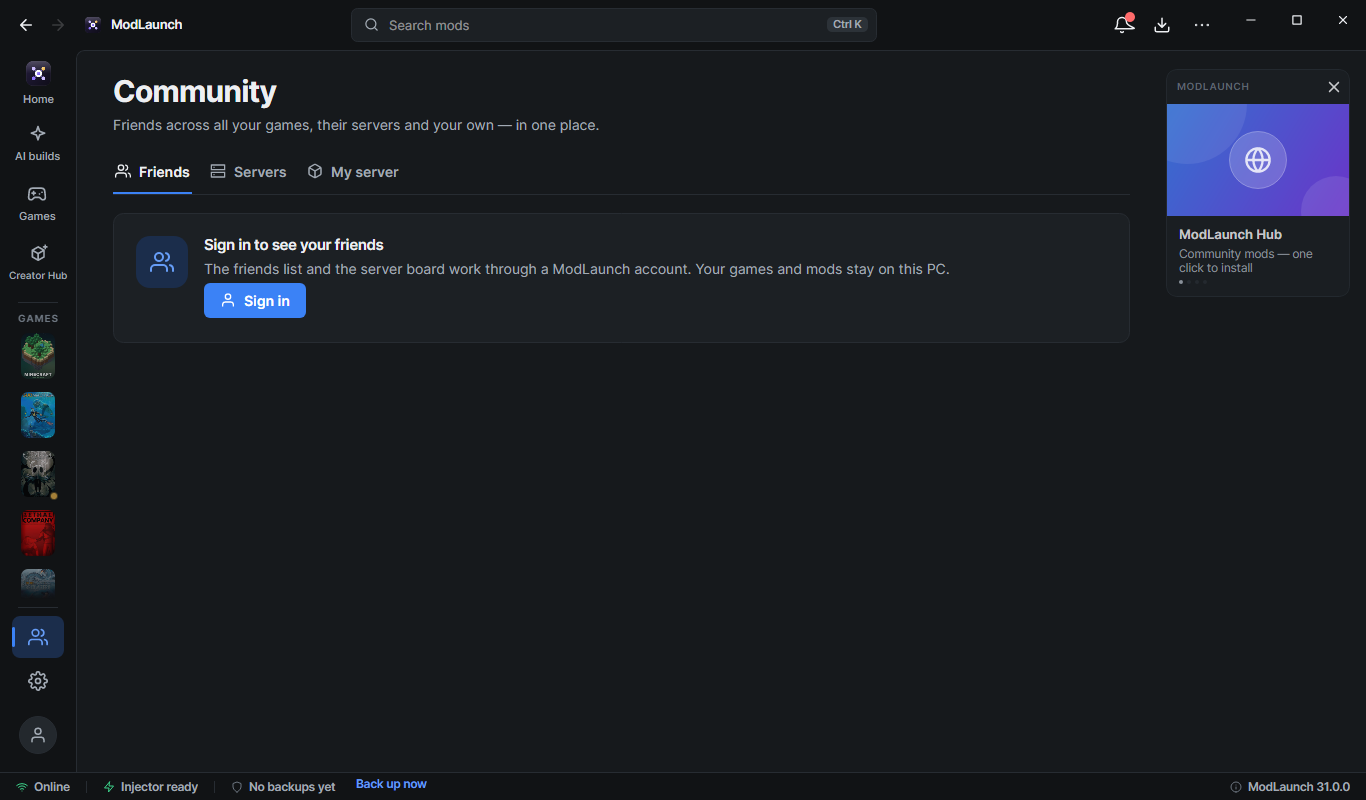 ModLaunch
Search mods
Ctrl K
Home
AI builds
Games
Creator Hub
GAMES
MINECRAFT
LETHAL
COMPANY
Community
Friends across all your games, their servers and your own — in one place.
Friends
Servers
My server
Sign in to see your friends
The friends list and the server board work through a ModLaunch account. Your games and mods stay on this PC.
Sign in
MODLAUNCH
ModLaunch Hub
Community mods — one
click to install
Online
Injector ready
No backups yet
Back up now
ModLaunch 31.0.0